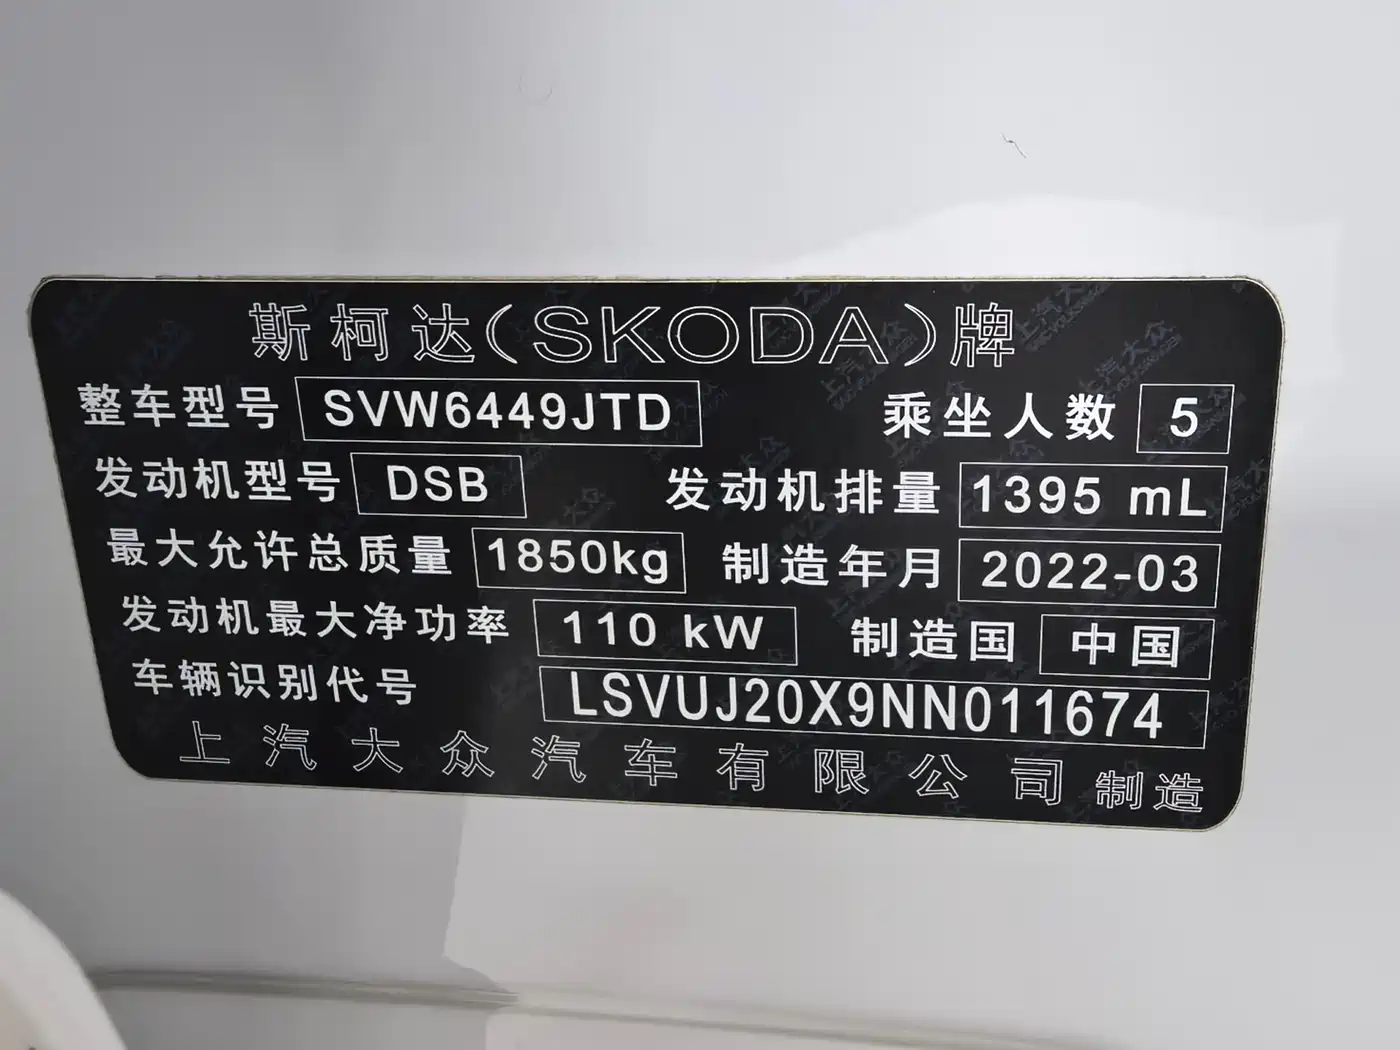 斯柯达(SKODA)牌
整车型号 SVW6449JTD 乘坐人数 5
发动机型号 DSB 发动机排量 1395 mL
最大允许总质量 1850kg 制造年月 2022-03
发动机最大净功率 110 kW 制造国 中国
车辆识别代号 LSVUJ20X9NN011674
上汽大众汽车有限公司制造